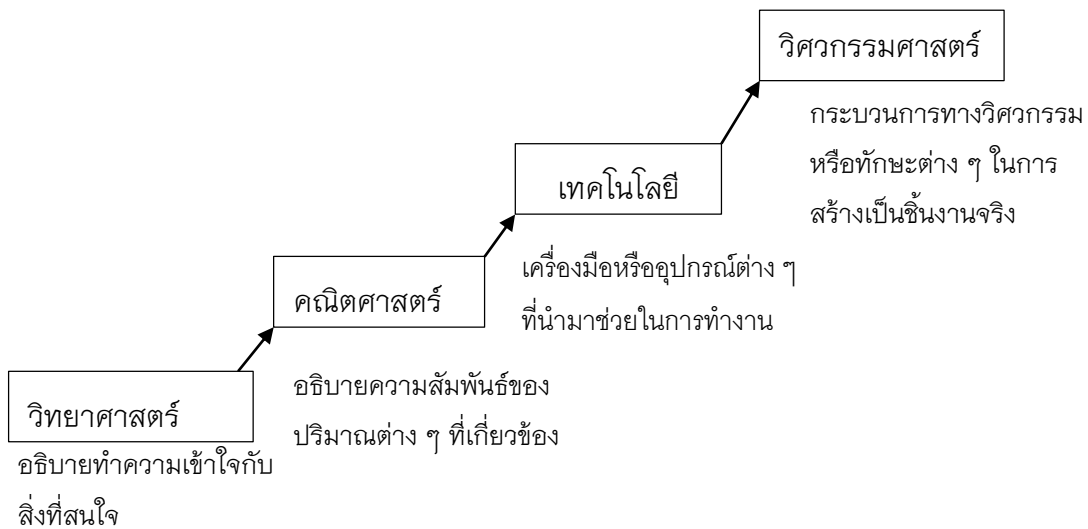 วิศวกรรมศาสตร์
กระบวนการทางวิศวกรรม
หรือทักษะต่าง ๆ ในการ
สร้างเป็นชิ้นงานจริง
เทคโนโลยี
เครื่องมือหรืออุปกรณ์ต่าง ๆ
ที่นำมาช่วยในการทำงาน
คณิตศาสตร์
อธิบายความสัมพันธ์ของ
ปริมาณต่าง ๆ ที่เกี่ยวข้อง
วิทยาศาสตร์
อธิบายทำความเข้าใจกับ
สิ่งที่สนใจ